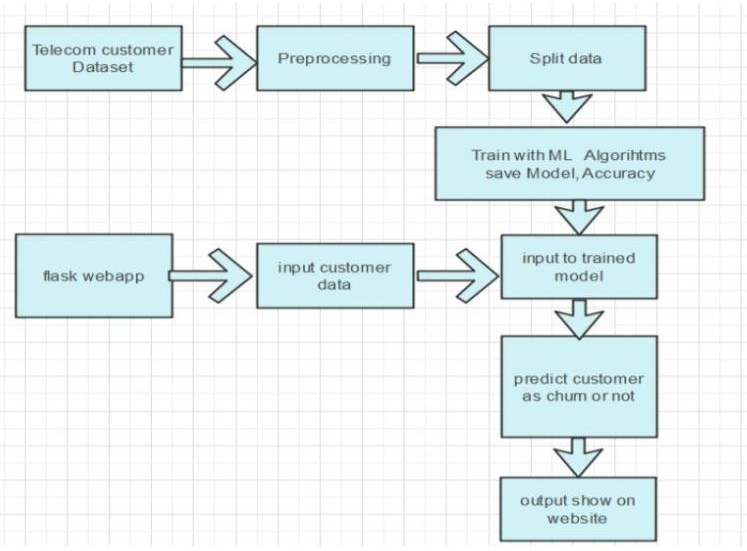 Telecom customer
Dataset
Preprocessing
Split data
Train with ML Algorihtms
save Model, Accuracy
flask webapp
input customer
data
input to trained
model
predict customer
as churn or not
output show on
website